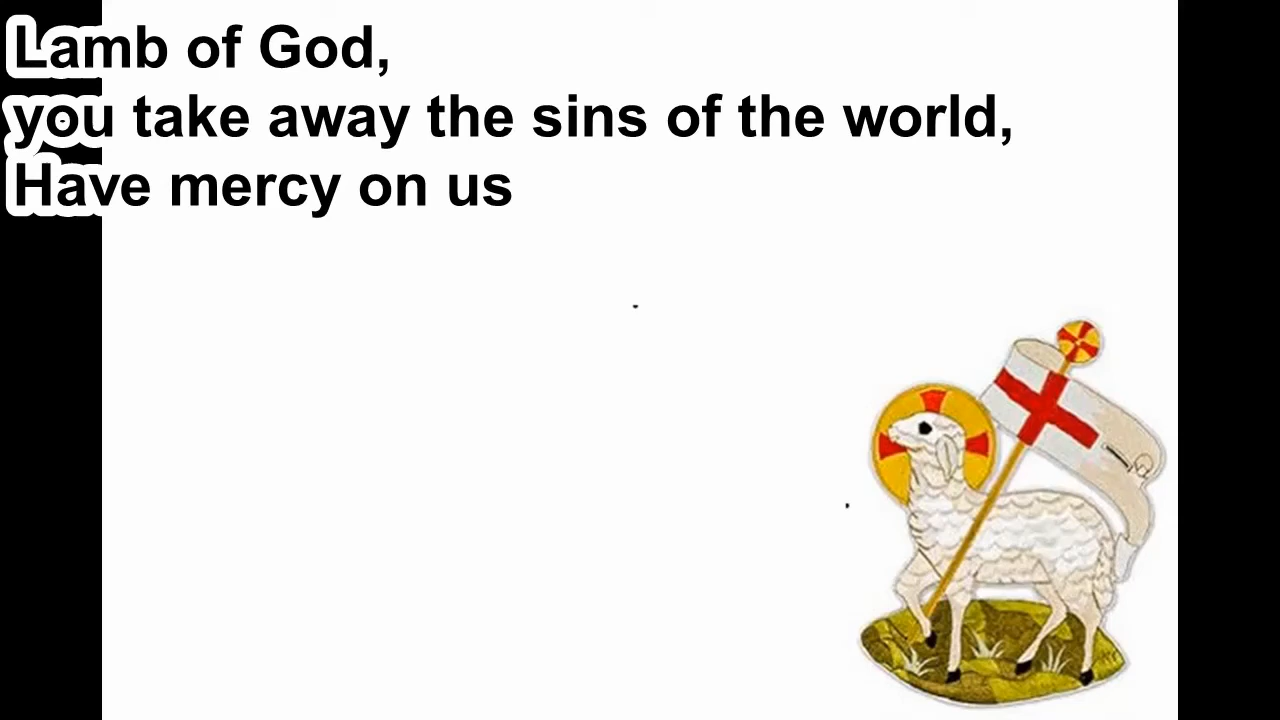 Lamb of God,
you take away the sins of the world,
Have mercy on us